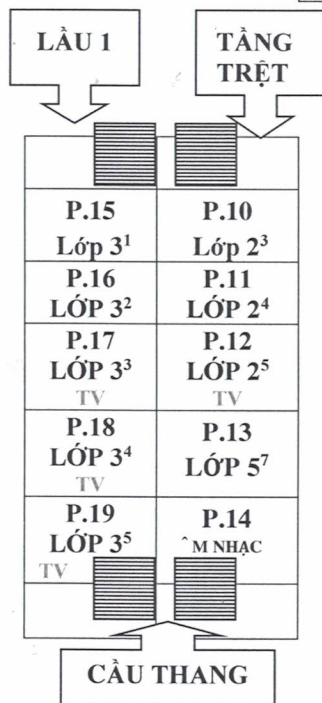 LẦU 1
TẦNG
TRỆT
P.15
Lớp 3¹
P.10
Lớp 2³
P.16
LỚP 3²
P.11
LỚP 2⁴
P.17
LỚP 3³
TV
P.12
LỚP 2⁵
TV
P.18
LỚP 3⁴
TV
P.13
LỚP 5⁷
P.19
LỚP 3⁵
TV
P.14
ˆM NHẠC
CẦU THANG